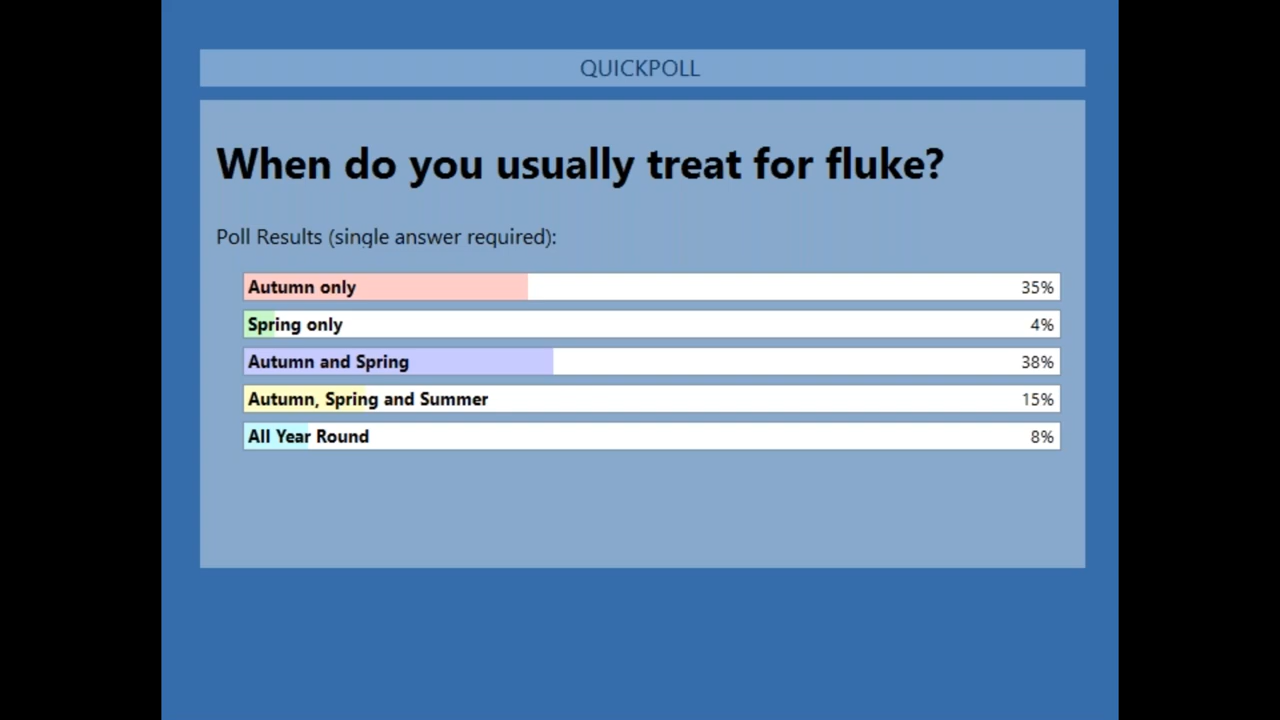 QUICKPOLL
When do you usually treat for fluke?
Poll Results (single answer required):
Autumn only 35%
Spring only 4%
Autumn and Spring 38%
Autumn, Spring and Summer 15%
All Year Round 8%